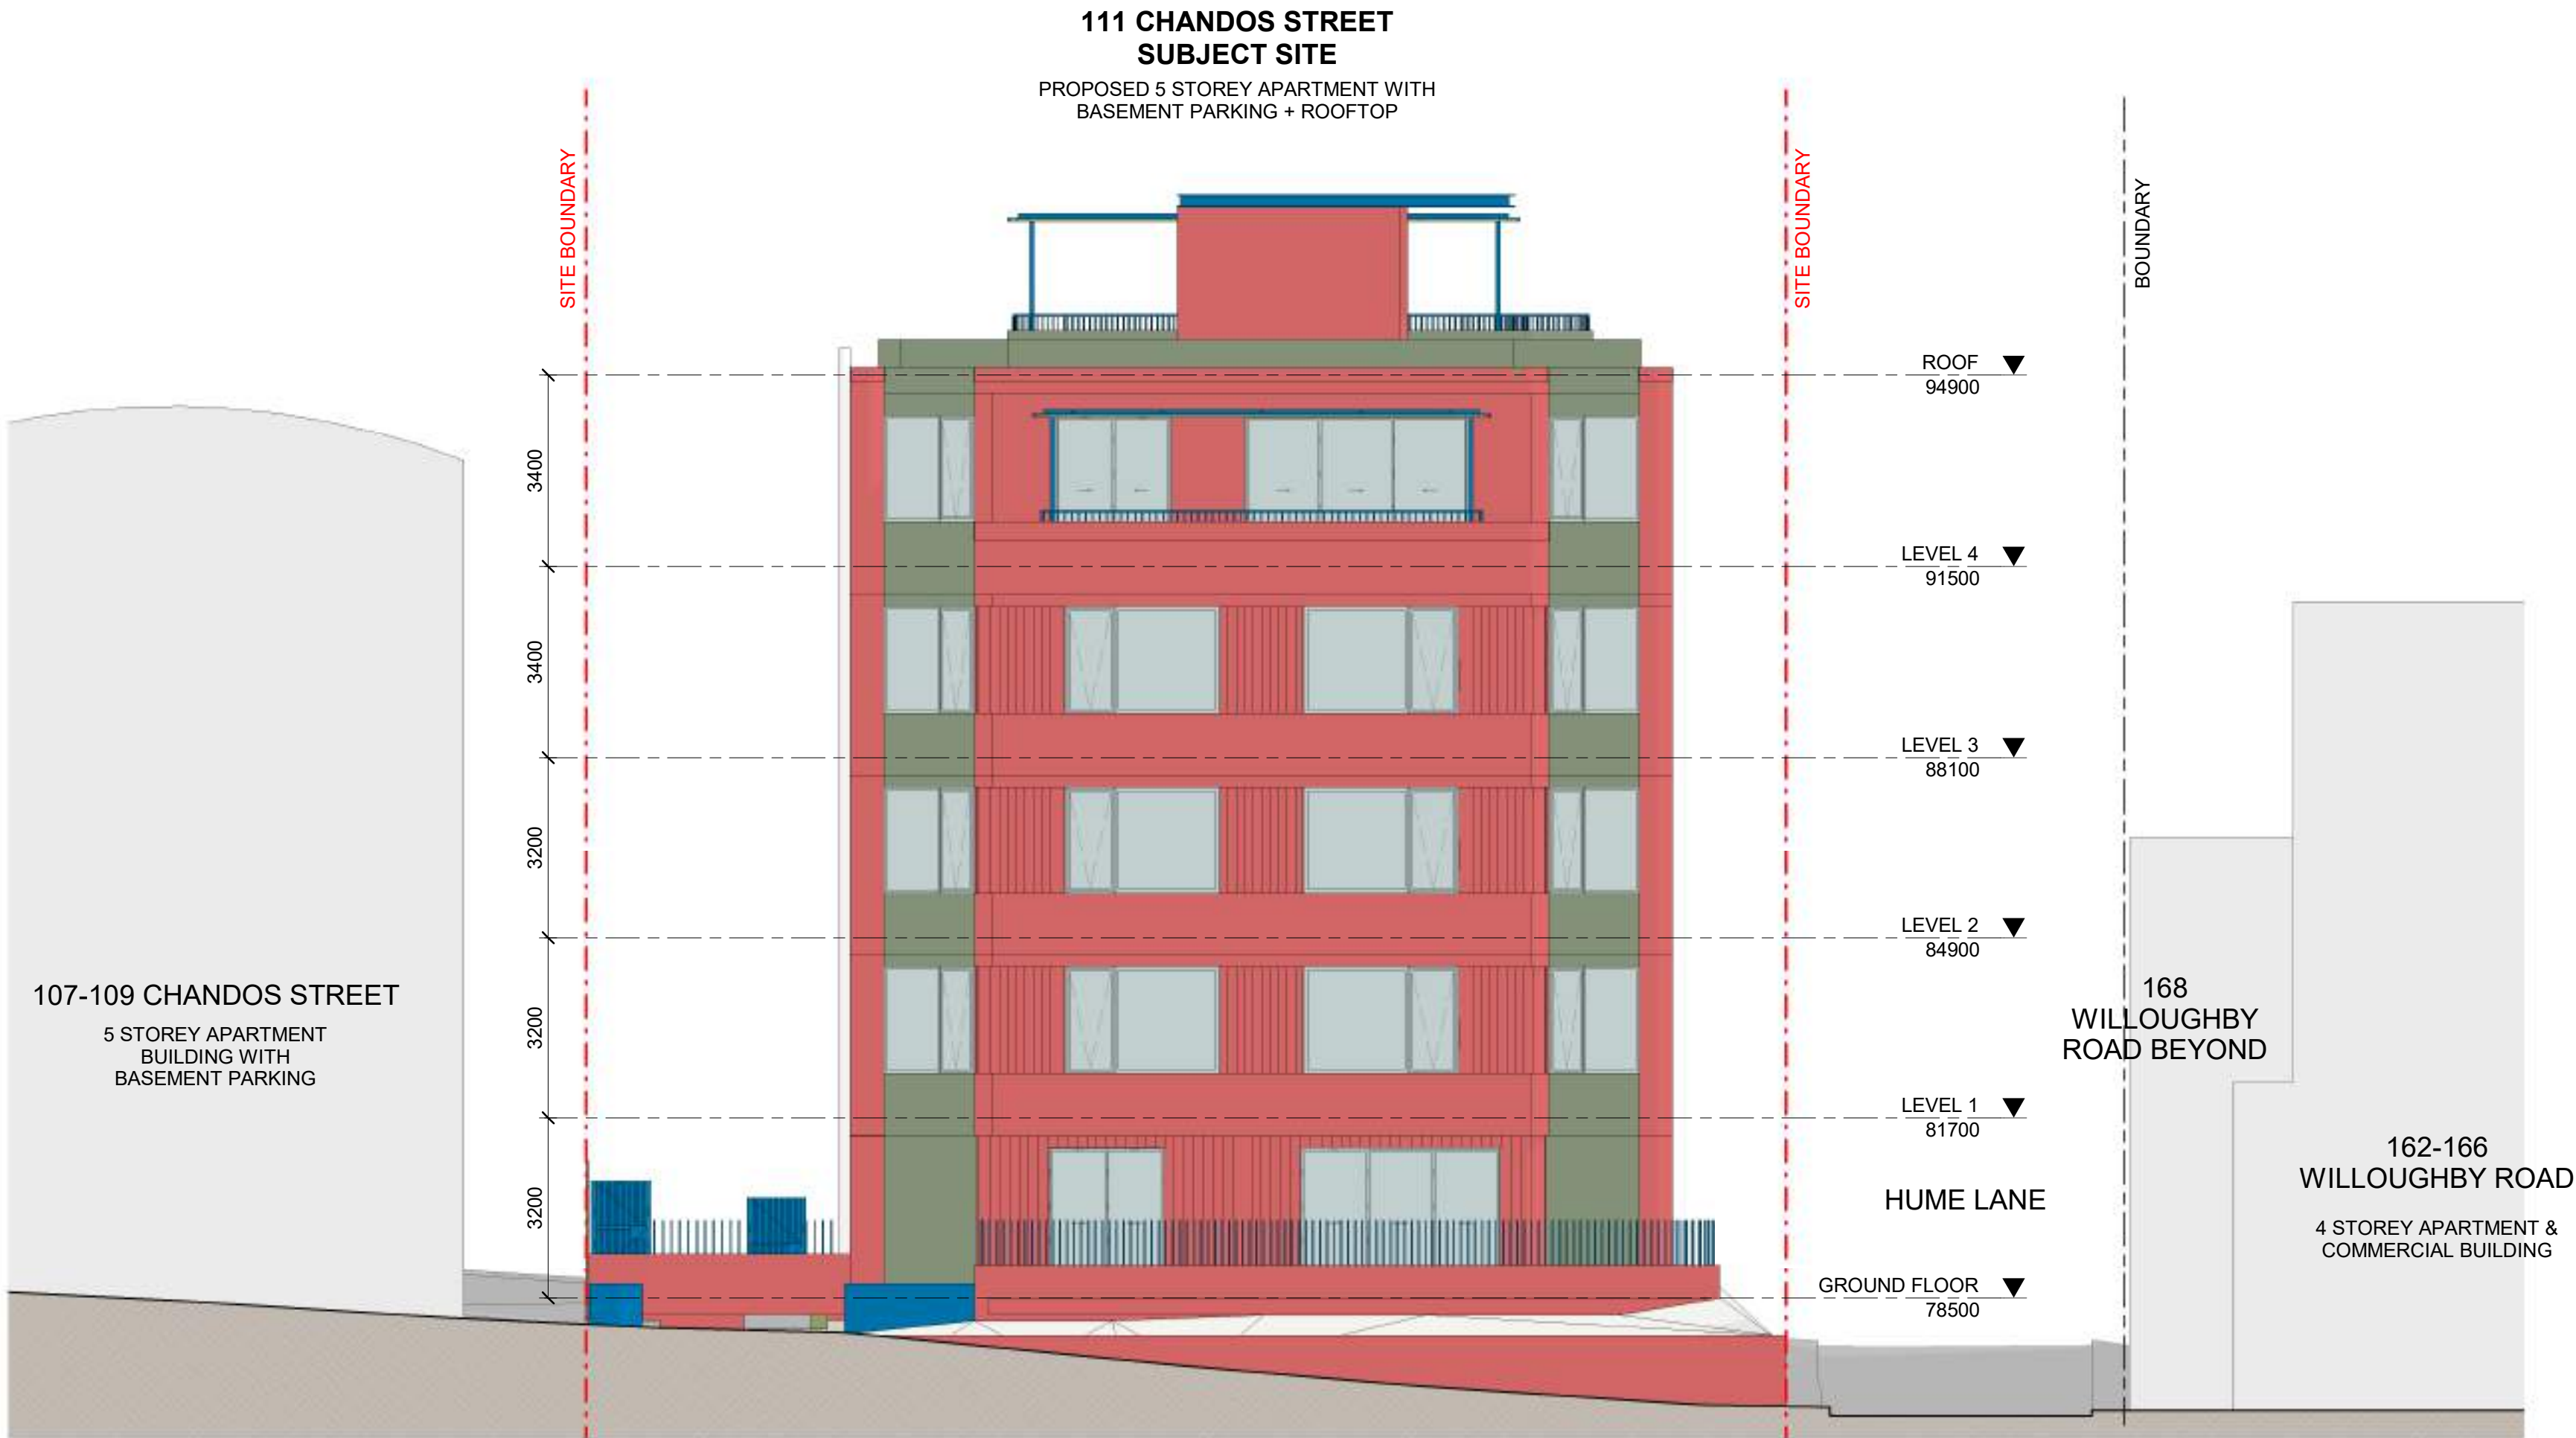 111 CHANDOS STREET
SUBJECT SITE
PROPOSED 5 STOREY APARTMENT WITH
BASEMENT PARKING + ROOFTOP
SITE BOUNDARY
SITE BOUNDARY
BOUNDARY
ROOF
94900
3400
LEVEL 4
91500
3400
LEVEL 3
88100
3200
LEVEL 2
84900
3200
LEVEL 1
81700
3200
GROUND FLOOR
78500
107-109 CHANDOS STREET
5 STOREY APARTMENT
BUILDING WITH
BASEMENT PARKING
HUME LANE
168
WILLOUGHBY
ROAD BEYOND
162-166
WILLOUGHBY ROAD
4 STOREY APARTMENT &
COMMERCIAL BUILDING